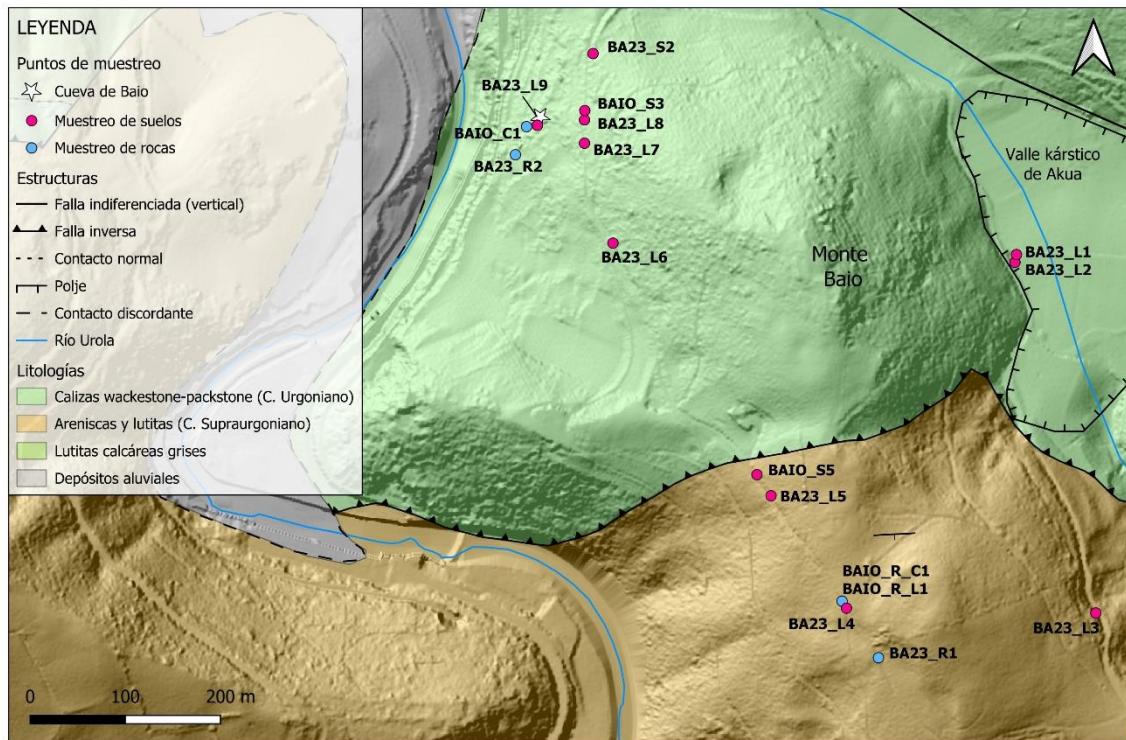 LEYENDA
Puntos de muestreo
Cueva de Baio
Muestreo de suelos
Muestreo de rocas
Estructuras
Falla indiferenciada (vertical)
Falla inversa
Contacto normal
Polje
Contacto discordante
Río Urola
Litologías
Calizas wackestone-packstone (C. Urgoniano)
Areniscas y lutitas (C. Supraurgoniano)
Lutitas calcáreas grises
Depósitos aluviales
BA23_S2
BA23_L9
BAIO_S3
BA23_L8
BAIO_C1
BA23_L7
BA23_R2
BA23_L6
Valle kárstico
de Akua
Monte
Baio
BA23_L1
BA23_L2
BAIO_S5
BA23_L5
BAIO_R_C1
BAIO_R_L1
BA23_L4
BA23_L3
BA23_R1
0 100 200 m